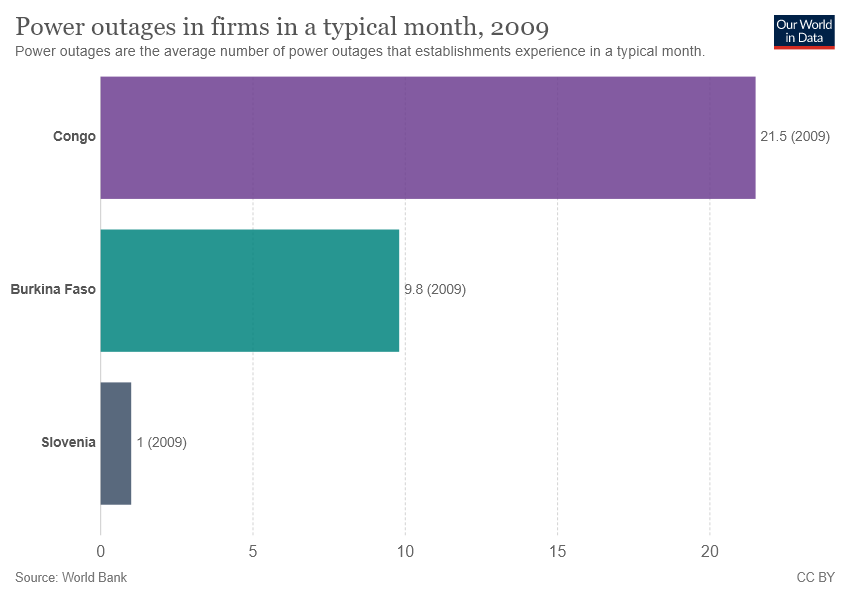 Power outages in firms in a typical month, 2009
Our World
in Data
Power outages are the average number of power outages that establishments experience in a typical month.
Congo
21.5 (2009)
Burkina Faso
9.8 (2009)
Slovenia
1 (2009)
0 5 10 15 20
Source: World Bank
CC BY